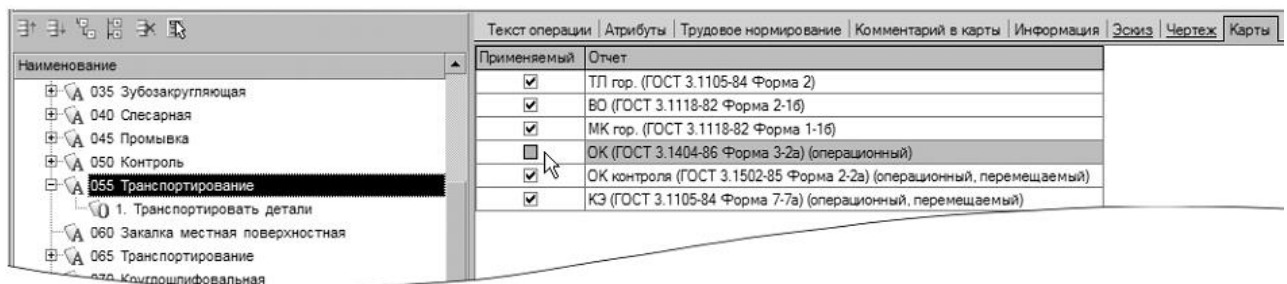 Текст операции Атрибуты Трудовое нормирование Комментарий в карты Информация Эскиз Чертеж Карты
Наименование
035 Зубозакругляющая
040 Слесарная
045 Промывка
050 Контроль
055 Транспортирование
1. Транспортировать детали
060 Закалка местная поверхностная
065 Транспортирование
070 Круглошлифовальная
Применяемый Отчет
ТЛ гор. (ГОСТ 3.1105-84 Форма 2)
ВО (ГОСТ 3.1118-82 Форма 2-1б)
МК гор. (ГОСТ 3.1118-82 Форма 1-1б)
ОК (ГОСТ 3.1404-86 Форма 3-2а) (операционный)
ОК контроля (ГОСТ 3.1502-85 Форма 2-2а) (операционный, перемещаемый)
КЭ (ГОСТ 3.1105-84 Форма 7-7а) (операционный, перемещаемый)